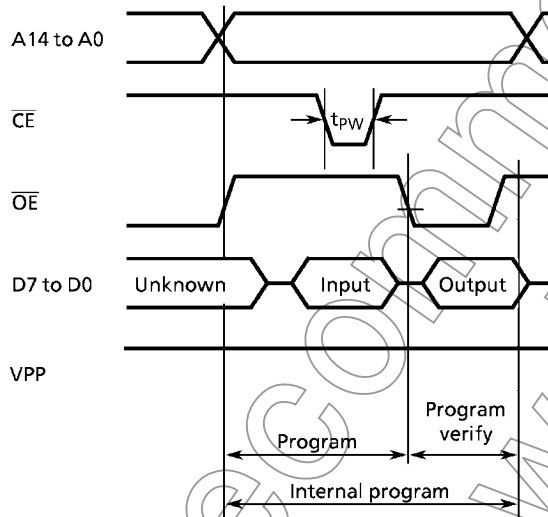 A14 to A0
CE
tPW
OE
D7 to D0
Unknown
Input
Output
VPP
Program
Program
verify
Internal program